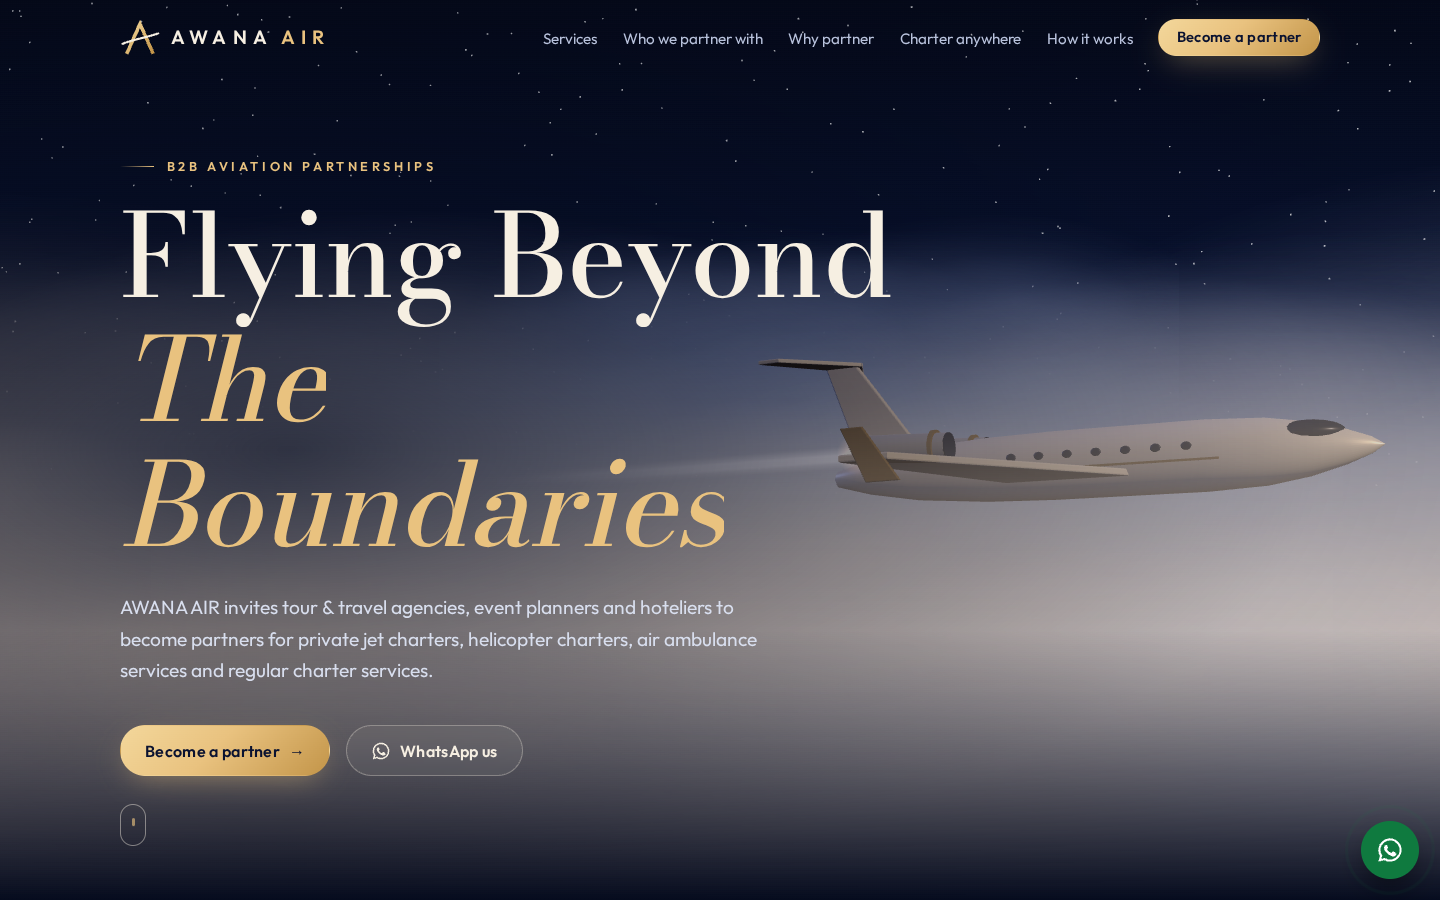 AWANA AIR
Services
Who we partner with
Why partner
Charter anywhere
How it works
Become a partner
B2B AVIATION PARTNERSHIPS
Flying Beyond
The
Boundaries
AWANA AIR invites tour & travel agencies, event planners and hoteliers to
become partners for private jet charters, helicopter charters, air ambulance
services and regular charter services.
Become a partner →
WhatsApp us